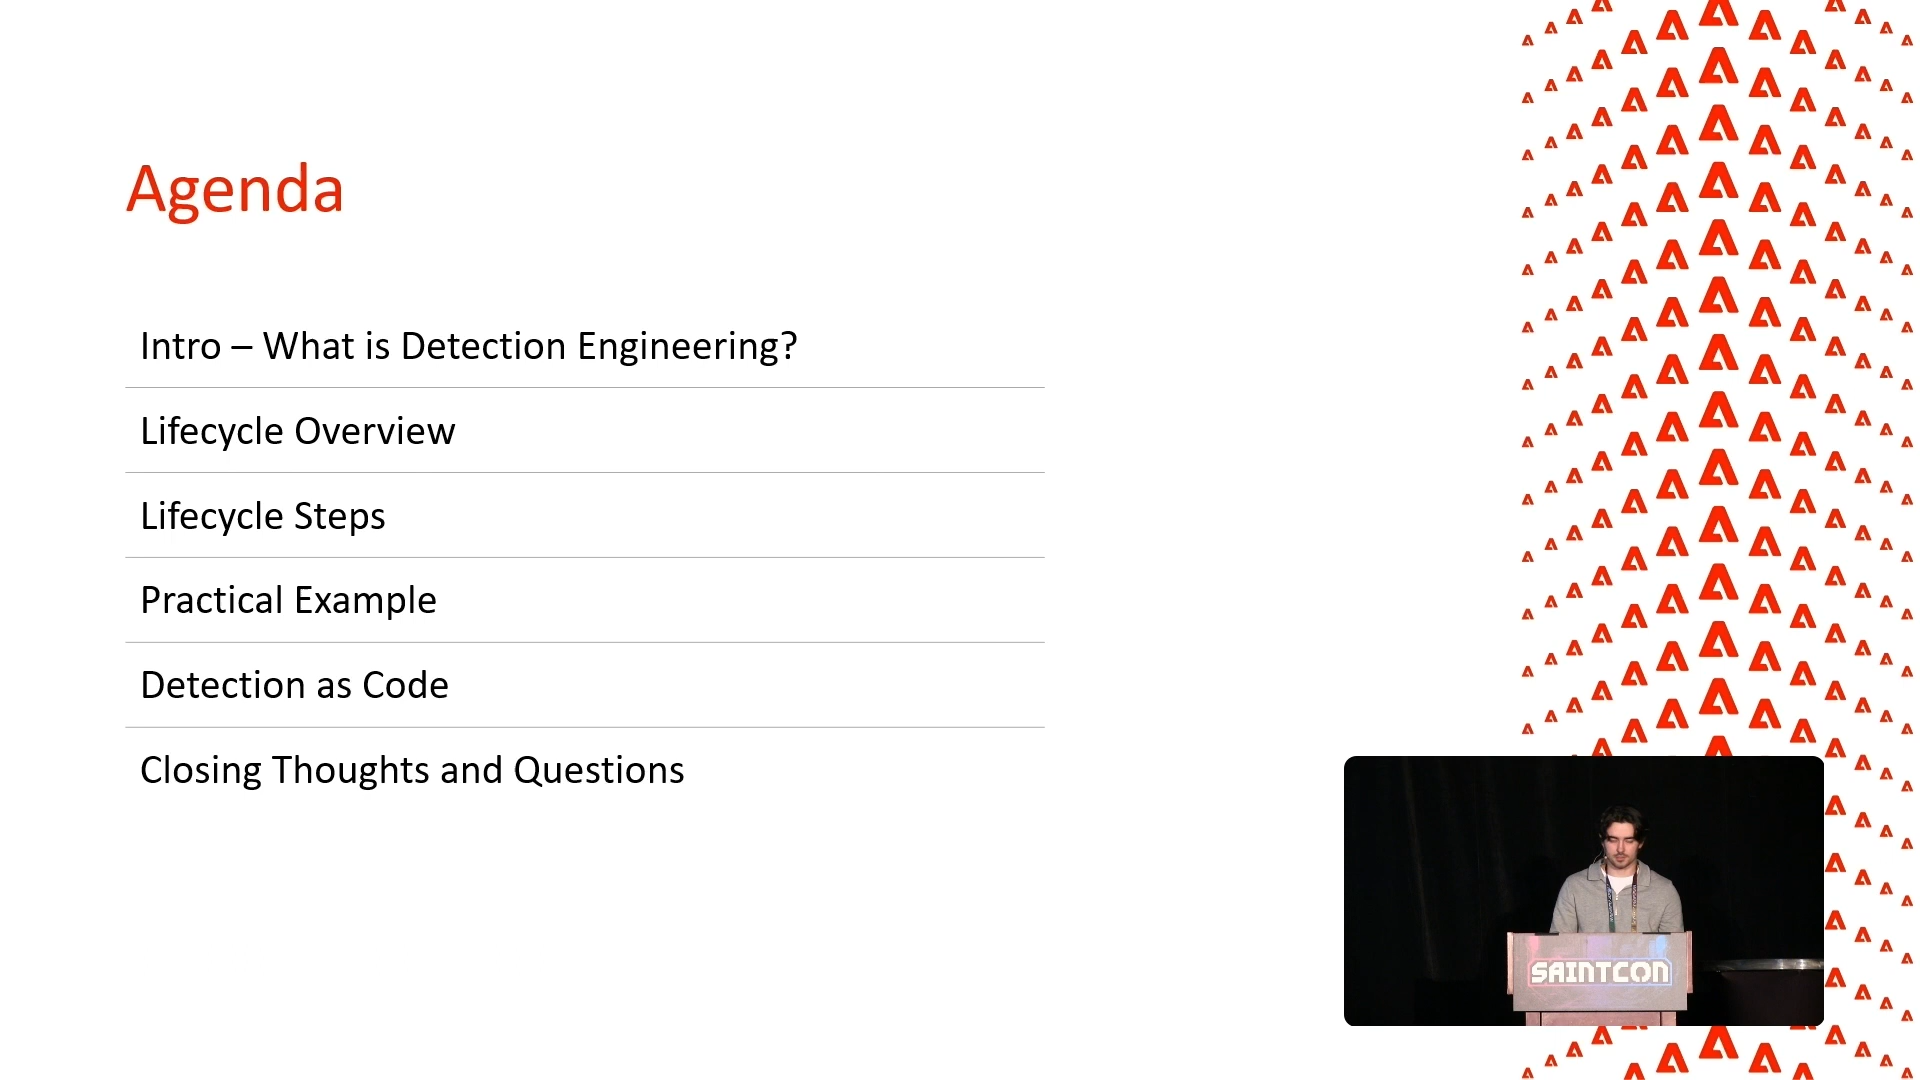 Agenda
Intro – What is Detection Engineering?
Lifecycle Overview
Lifecycle Steps
Practical Example
Detection as Code
Closing Thoughts and Questions
SAINTCON